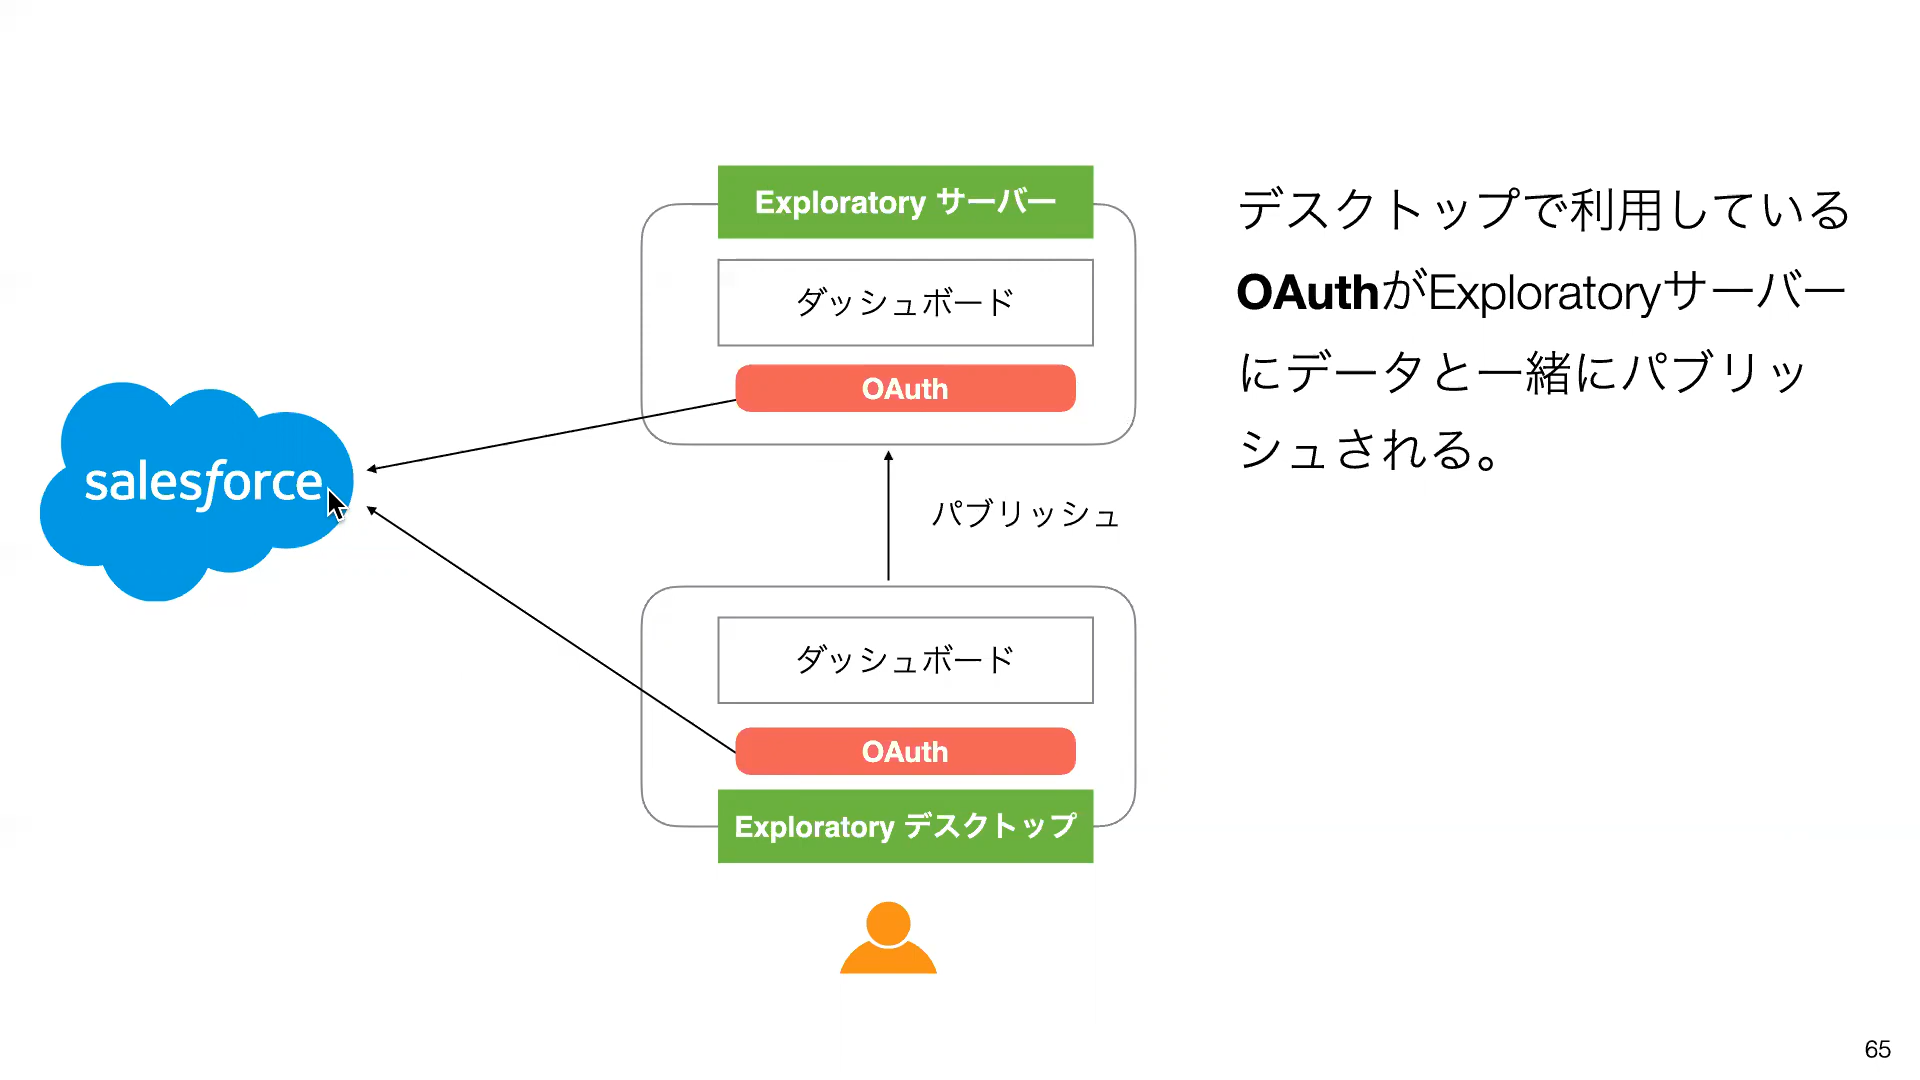 Exploratory サーバー
ダッシュボード
OAuth
salesforce
パブリッシュ
ダッシュボード
OAuth
Exploratory デスクトップ
デスクトップで利用している
OAuthがExploratoryサーバー
にデータと一緒にパブリッ
シュされる。
65